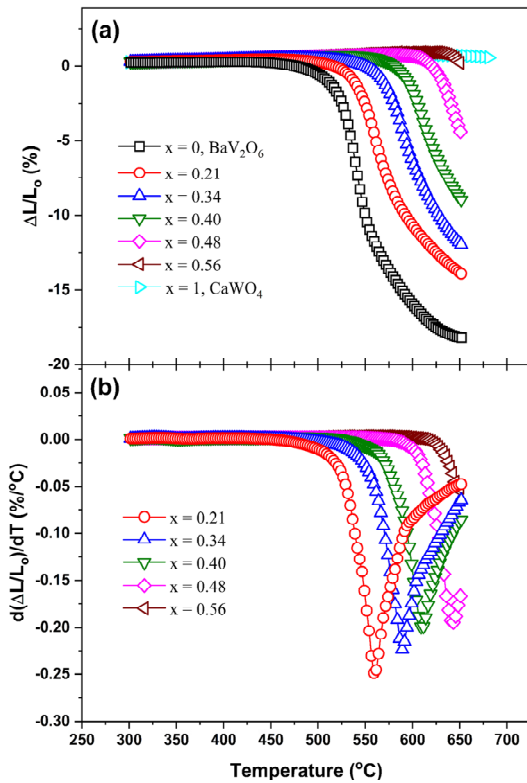 (a)
0
-5
-10
-15
-20
ΔL/Lo (%)
x = 0, BaV2O6
x = 0.21
x − 0.34
x = 0.40
x = 0.48
x = 0.56
x = 1, CaWO4
(b)
0.05
0.00
-0.05
-0.10
-0.15
-0.20
-0.25
-0.30
d(ΔL/Lo)/dT (%/°C)
x = 0.21
x = 0.34
x = 0.40
x = 0.48
x − 0.56
300 350 400 450 500 550 600 650 700
Temperature (°C)